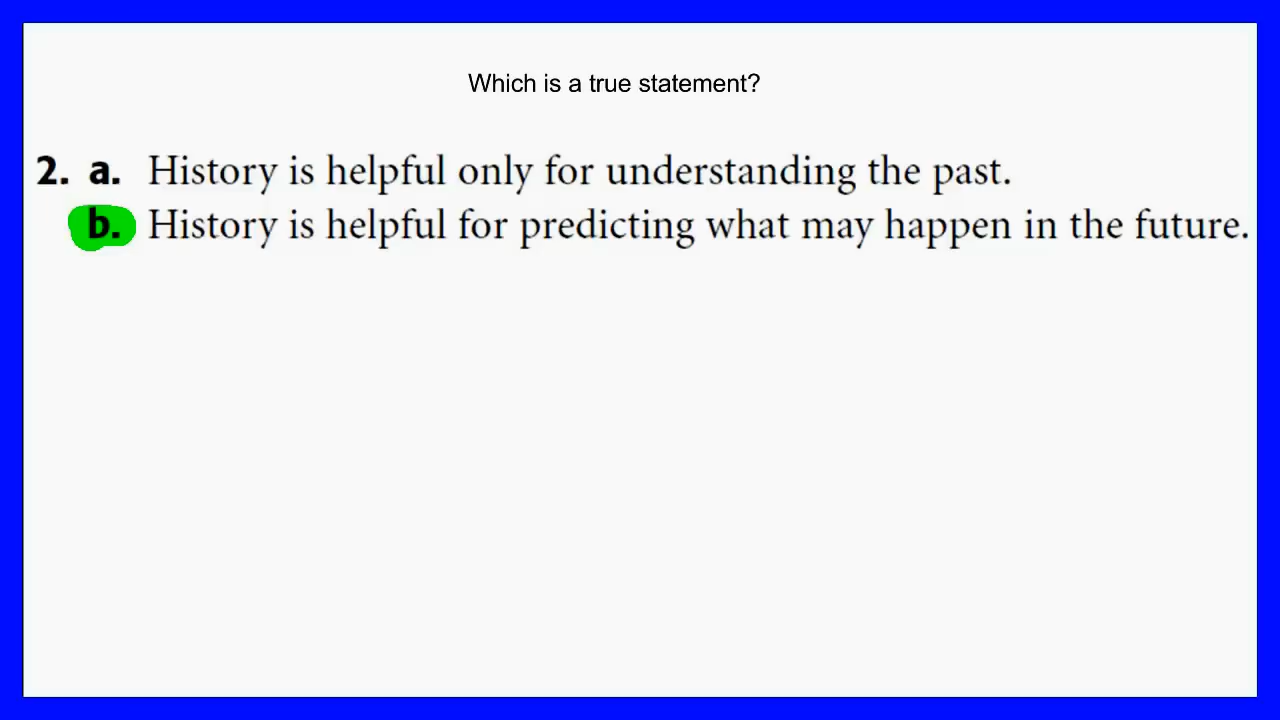 Which is a true statement?
2. a. History is helpful only for understanding the past.
b. History is helpful for predicting what may happen in the future.